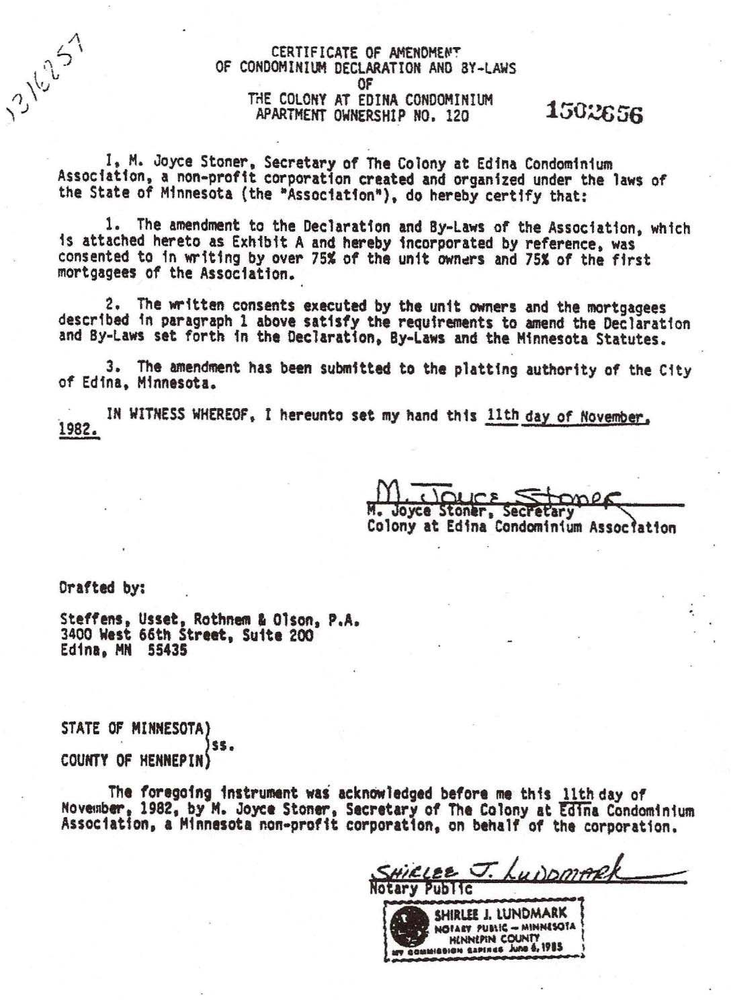 1316257
CERTIFICATE OF AMENDMENT
OF CONDOMINIUM DECLARATION AND BY-LAWS
OF
THE COLONY AT EDINA CONDOMINIUM
APARTMENT OWNERSHIP NO. 120
1502656
I, M. Joyce Stoner, Secretary of The Colony at Edina Condominium
Association, a non-profit corporation created and organized under the laws of
the State of Minnesota (the "Association"), do hereby certify that:
1. The amendment to the Declaration and By-Laws of the Association, which
is attached hereto as Exhibit A and hereby incorporated by reference, was
consented to in writing by over 75% of the unit owners and 75% of the first
mortgagees of the Association.
2. The written consents executed by the unit owners and the mortgagees
described in paragraph 1 above satisfy the requirements to amend the Declaration
and By-Laws set forth in the Declaration, By-Laws and the Minnesota Statutes.
3. The amendment has been submitted to the platting authority of the City
of Edina, Minnesota.
IN WITNESS WHEREOF, I hereunto set my hand this 11th day of November,
1982.
M. Joyce Stoner
M. Joyce Stoner, Secretary
Colony at Edina Condominium Association
Drafted by:
Steffens, Usset, Rothnem & Olson, P.A.
3400 West 66th Street, Suite 200
Edina, MN 55435
STATE OF MINNESOTA)
)ss.
COUNTY OF HENNEPIN)
The foregoing instrument was acknowledged before me this 11th day of
November, 1982, by M. Joyce Stoner, Secretary of The Colony at Edina Condominium
Association, a Minnesota non-profit corporation, on behalf of the corporation.
SHIRLEE J. LUNDMARK
Notary Public
SHIRLEE J. LUNDMARK
NOTARY PUBLIC — MINNESOTA
HENNEPIN COUNTY
MY COMMISSION EXPIRES June 6, 1985